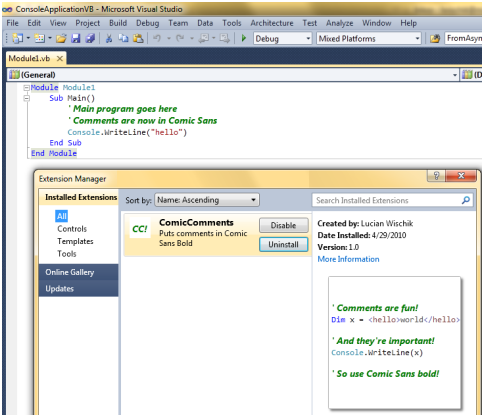 ConsoleApplicationVB - Microsoft Visual Studio
File Edit View Project Build Debug Team Data Tools Architecture Test Analyze Window Help
Debug Mixed Platforms FromAsyn
Module1.vb ×
(General) (D
Module Module1
Sub Main()
' Main program goes here
' Comments are now in Comic Sans
Console.WriteLine("hello")
End Sub
End Module
Extension Manager
Installed Extensions
All
Controls
Templates
Tools
Online Gallery
Updates
Sort by: Name: Ascending
CC! ComicComments
Puts comments in Comic
Sans Bold
Disable
Uninstall
Search Installed Extensions
Created by: Lucian Wischik
Date Installed: 4/29/2010
Version: 1.0
More Information
' Comments are fun!
Dim x = <hello>world</hello>
' And they're important!
Console.WriteLine(x)
' So use Comic Sans bold!